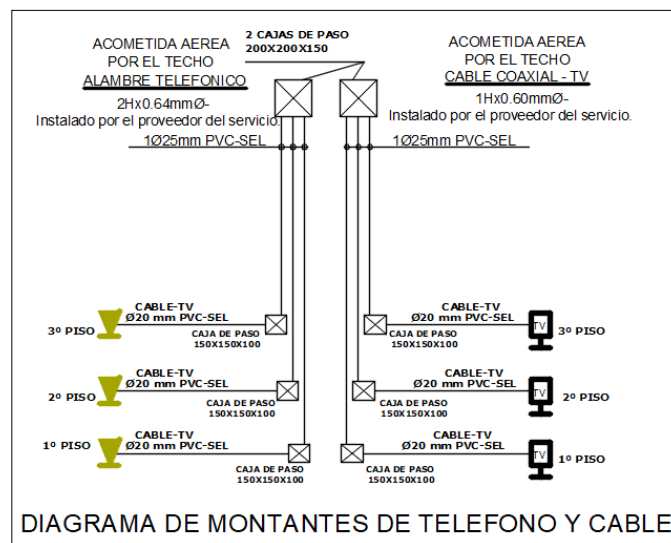 2 CAJAS DE PASO
200X200X150
ACOMETIDA AEREA
POR EL TECHO
ALAMBRE TELEFONICO
2Hx0.64mmØ-
Instalado por el proveedor del servicio.
1Ø25mm PVC-SEL
ACOMETIDA AEREA
POR EL TECHO
CABLE COAXIAL - TV
1Hx0.60mmØ-
Instalado por el proveedor del servicio.
1Ø25mm PVC-SEL
CABLE-TV
Ø20 mm PVC-SEL
3º PISO
CAJA DE PASO
150X150X100
CABLE-TV
Ø20 mm PVC-SEL
TV
3º PISO
CAJA DE PASO
150X150X100
CABLE-TV
Ø20 mm PVC-SEL
2º PISO
CAJA DE PASO
150X150X100
CABLE-TV
Ø20 mm PVC-SEL
TV
2º PISO
CAJA DE PASO
150X150X100
CABLE-TV
Ø20 mm PVC-SEL
1º PISO
CAJA DE PASO
150X150X100
CABLE-TV
Ø20 mm PVC-SEL
TV
1º PISO
CAJA DE PASO
150X150X100
DIAGRAMA DE MONTANTES DE TELEFONO Y CABLE